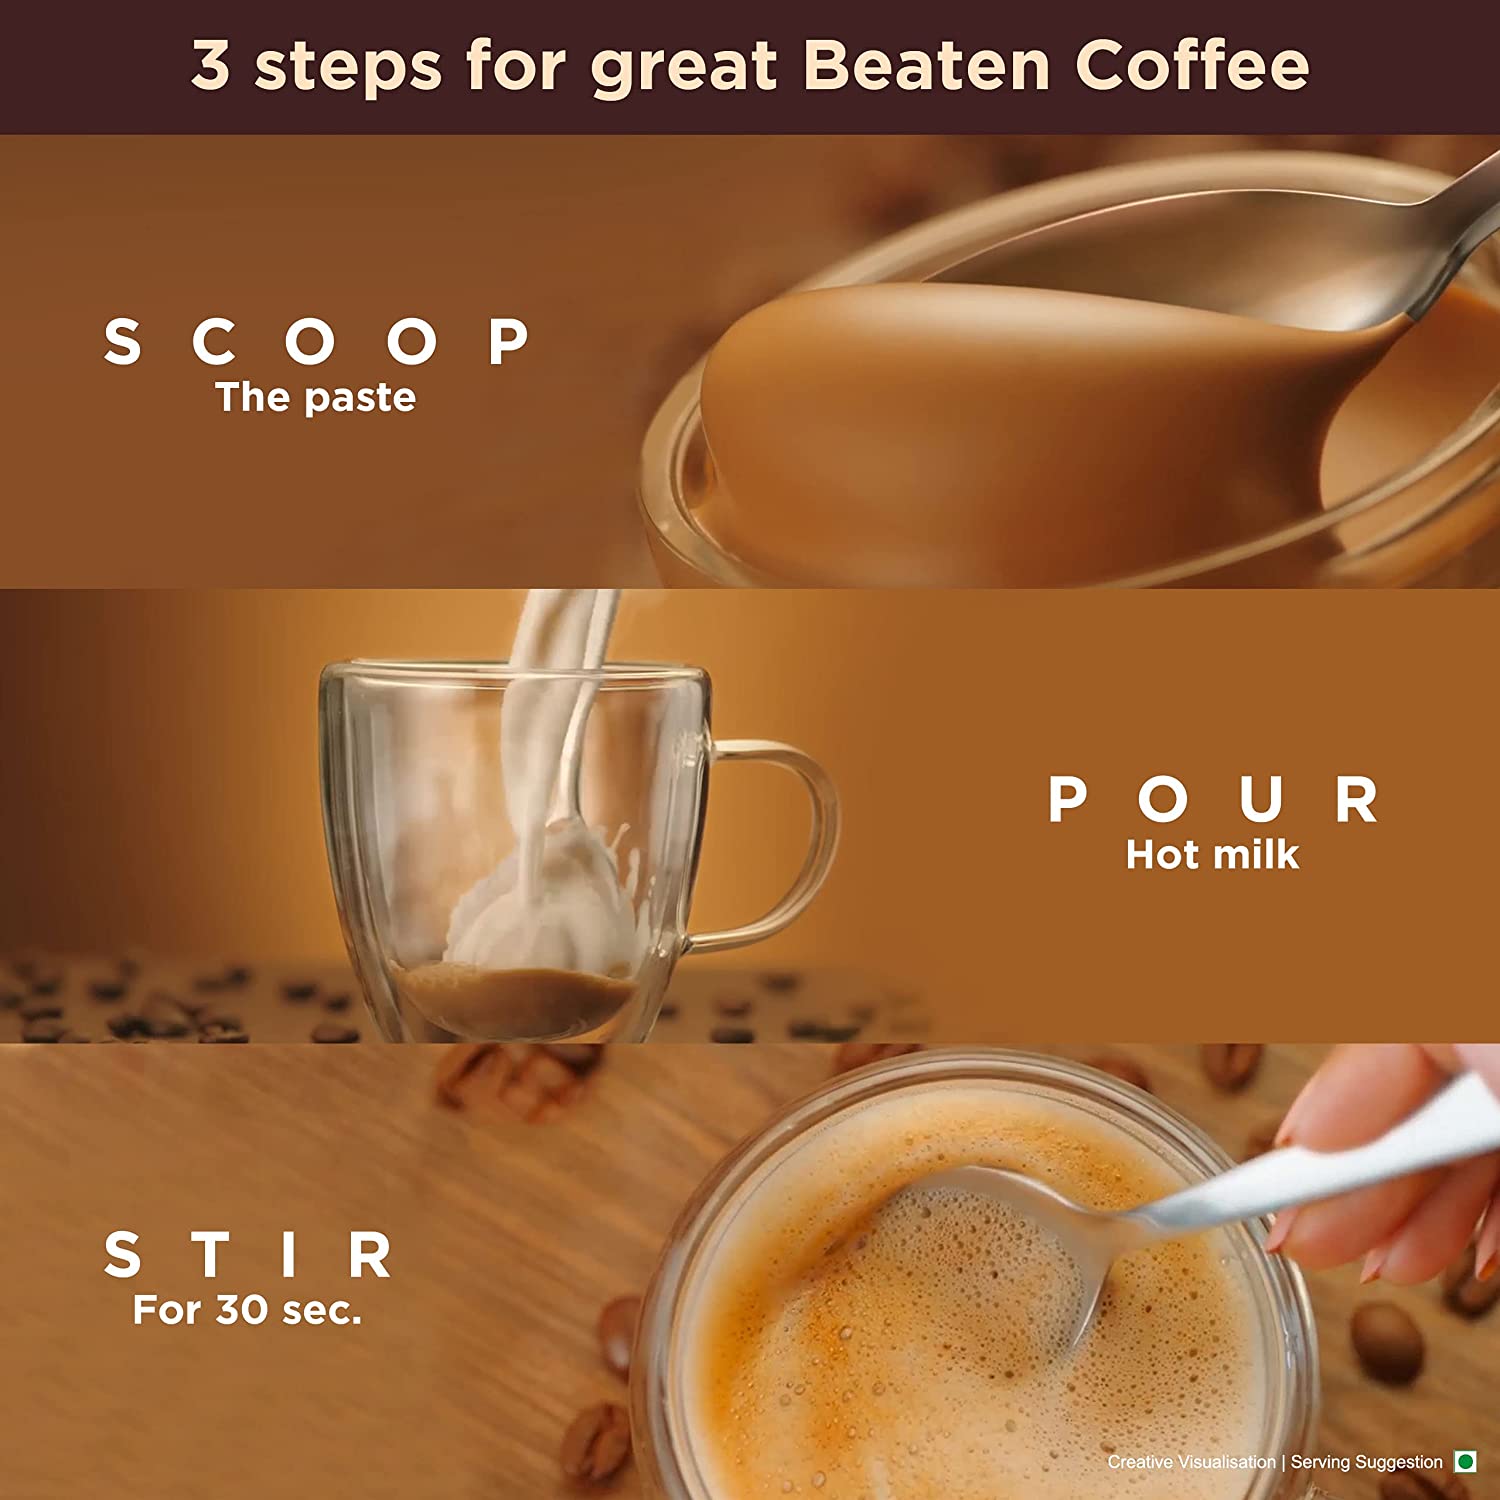 3 steps for great Beaten Coffee
SCOOP
The paste
POUR
Hot milk
STIR
For 30 sec.
Creative Visualisation | Serving Suggestion